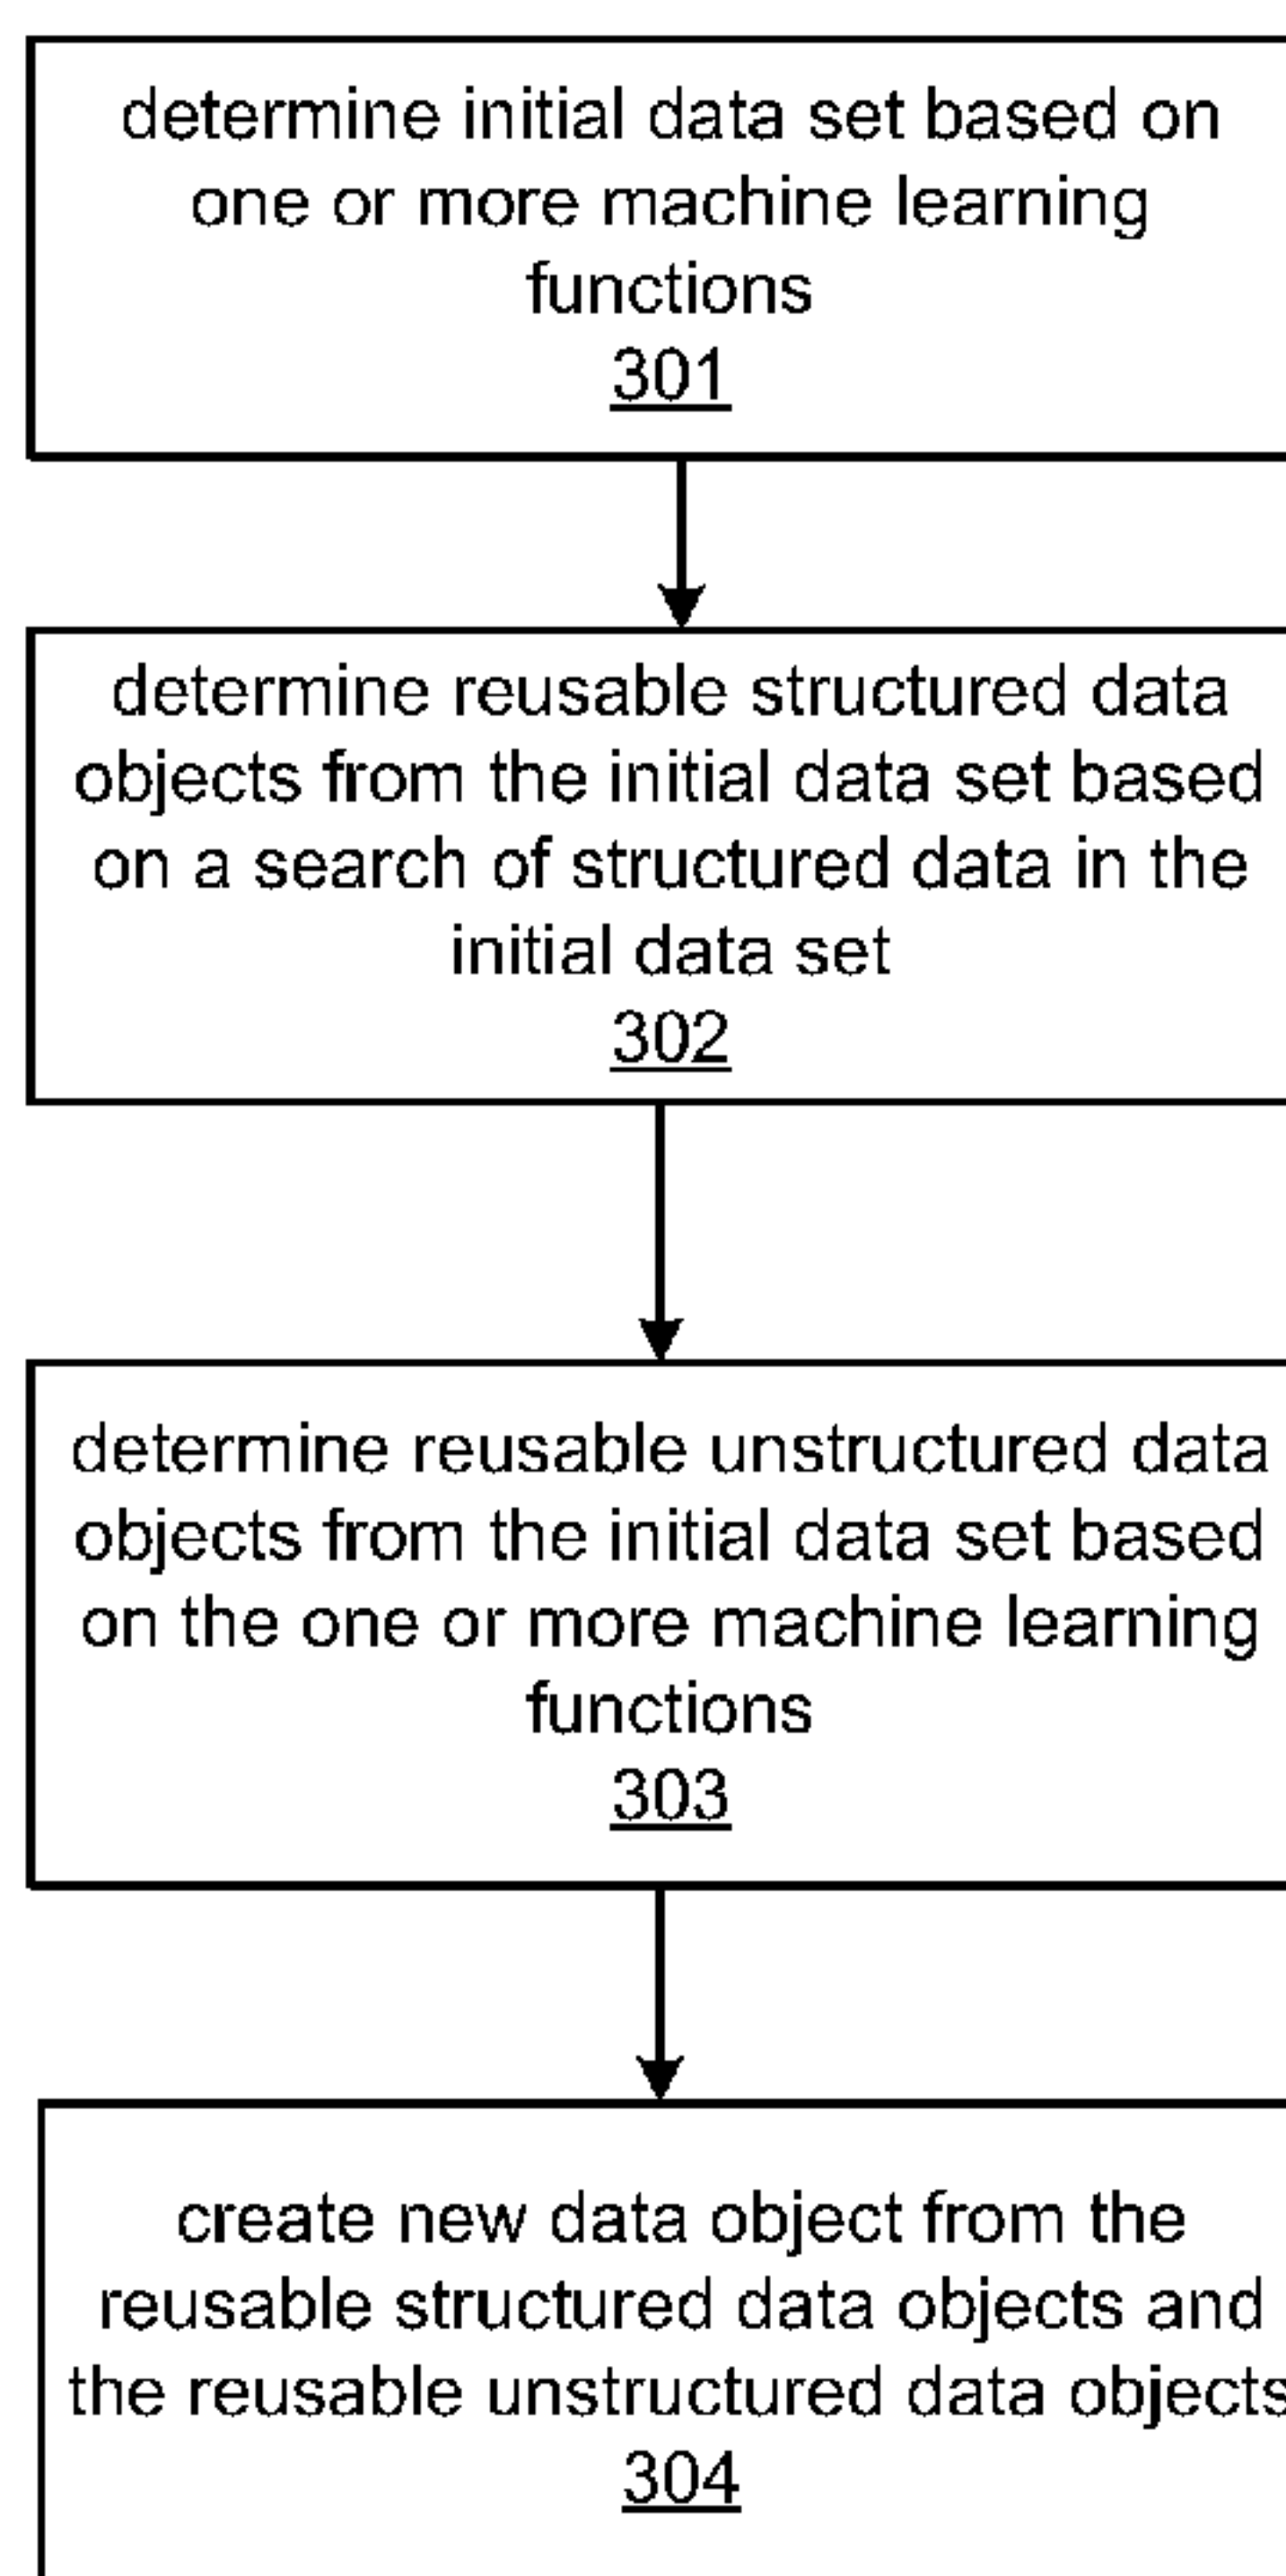 determine initial data set based on
one or more machine learning
functions
301
determine reusable structured data
objects from the initial data set based
on a search of structured data in the
initial data set
302
determine reusable unstructured data
objects from the initial data set based
on the one or more machine learning
functions
303
create new data object from the
reusable structured data objects and
the reusable unstructured data objects
304